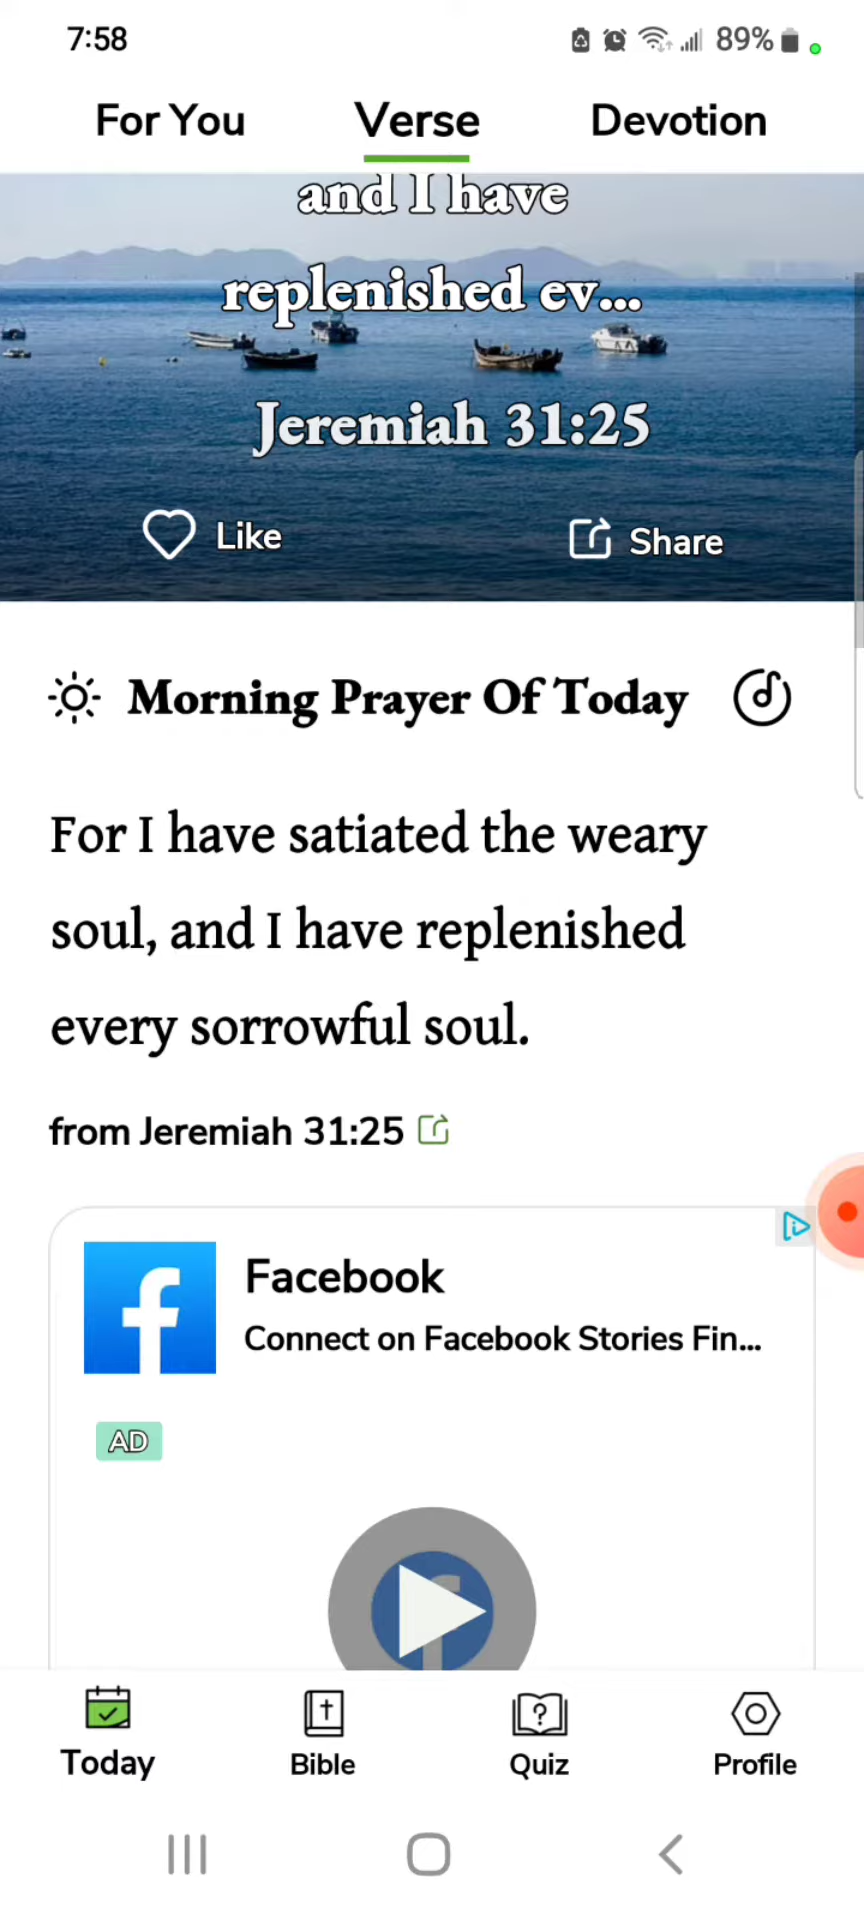 7:58
89%
For You Verse Devotion
and I have
replenished ev...
Jeremiah 31:25
Like Share
Morning Prayer Of Today
For I have satiated the weary
soul, and I have replenished
every sorrowful soul.
from Jeremiah 31:25
Facebook
Connect on Facebook Stories Fin...
AD
Today Bible Quiz Profile